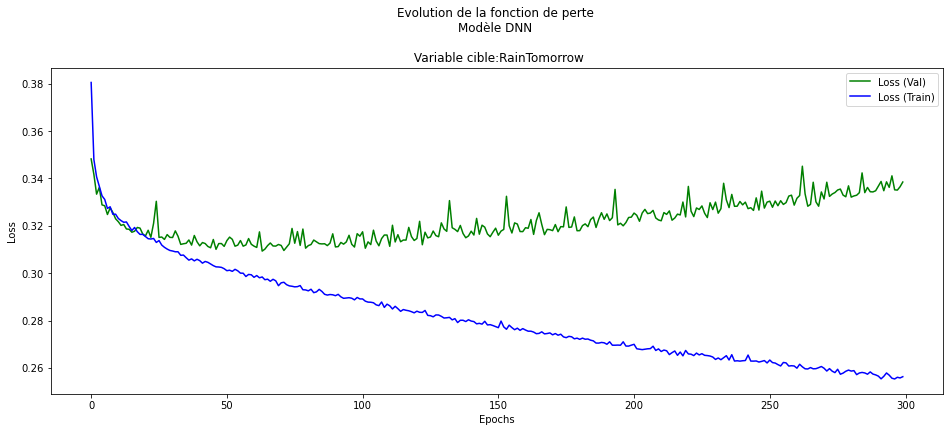 Evolution de la fonction de perte
Modèle DNN
Variable cible:RainTomorrow
Loss (Val)
Loss (Train)
0.38
0.36
0.34
0.32
0.30
0.28
0.26
Loss
0
50
100
150
200
250
300
Epochs